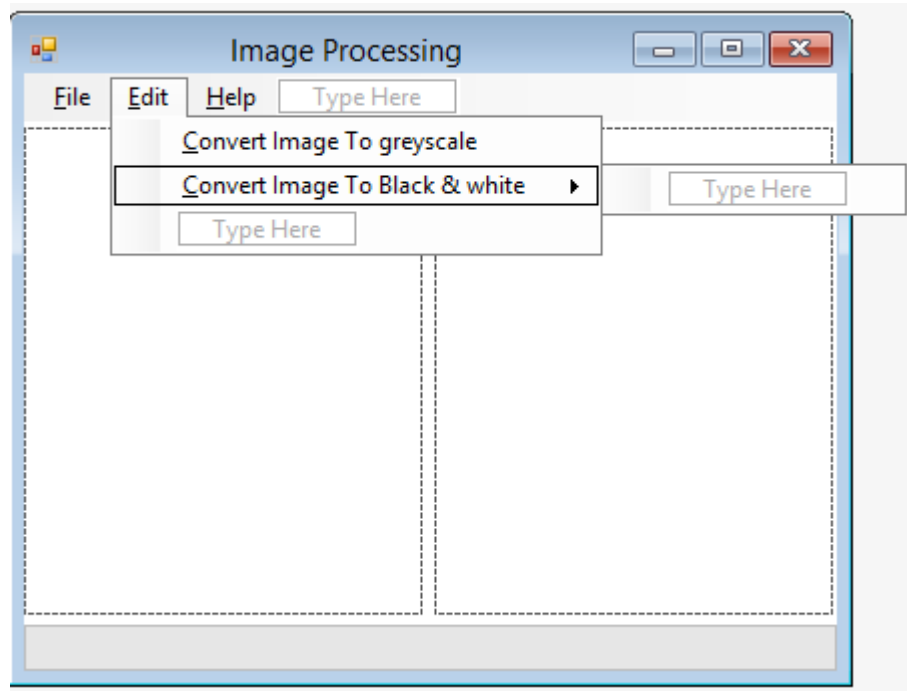 Image Processing
File Edit Help Type Here
Convert Image To greyscale
Convert Image To Black & white Type Here
Type Here